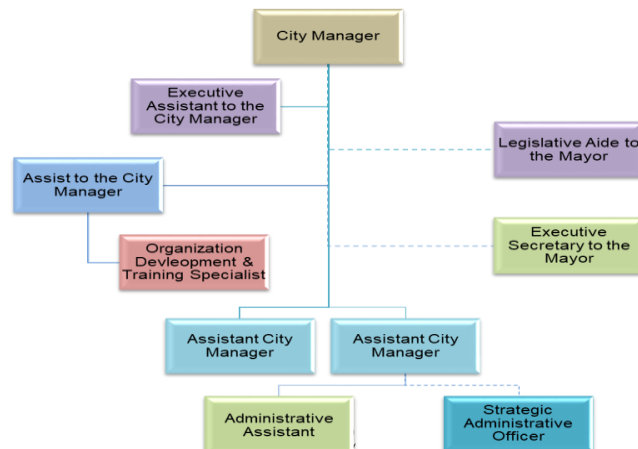 City Manager
Executive
Assistant to the
City Manager
Legislative Aide to
the Mayor
Assist to the City
Manager
Executive
Secretary to the
Mayor
Organization
Devleopment &
Training Specialist
Assistant City
Manager
Assistant City
Manager
Administrative
Assistant
Strategic
Administrative
Officer